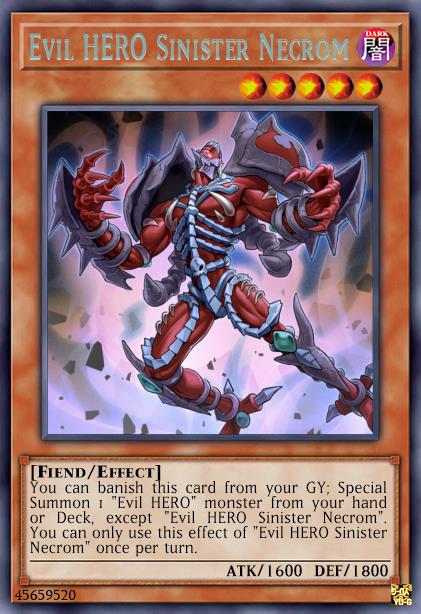 EVIL HERO SINISTER NECROM
DARK
闇
[FIEND/EFFECT]
You can banish this card from your GY; Special
Summon 1 "Evil HERO" monster from your hand
or Deck, except "Evil HERO Sinister Necrom".
You can only use this effect of "Evil HERO Sinister
Necrom" once per turn.
ATK/1600 DEF/1800
45659520